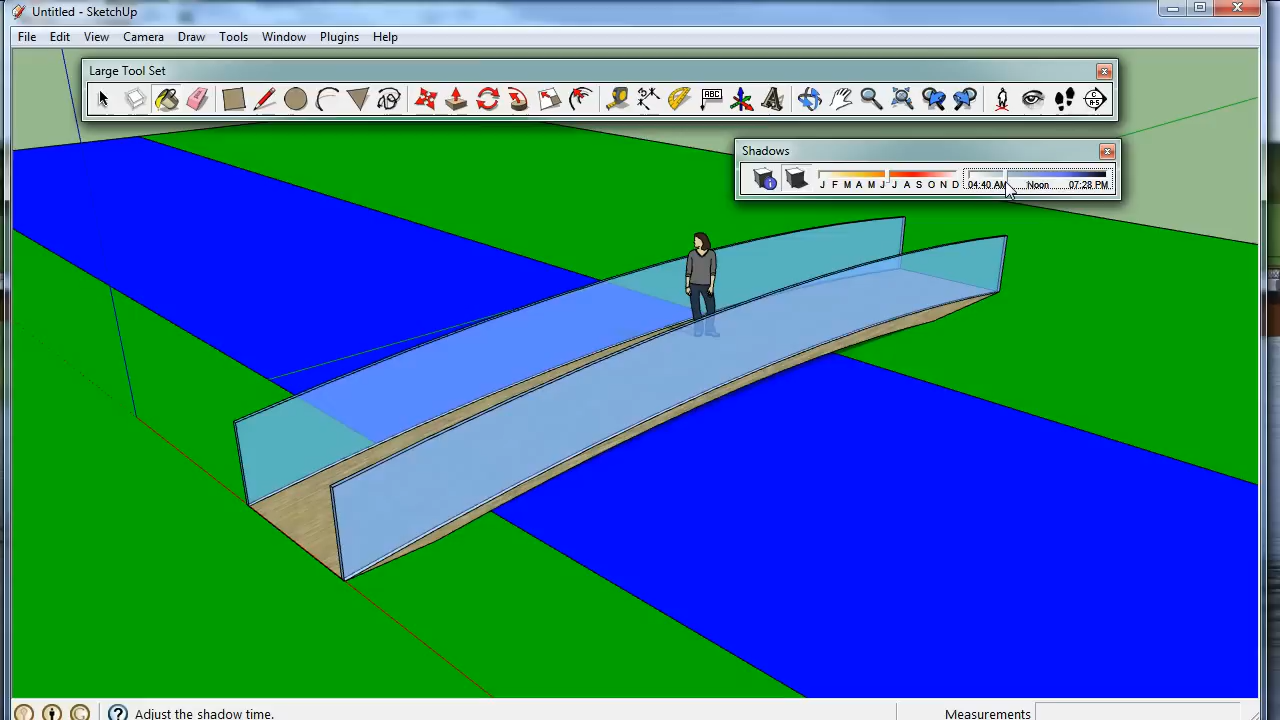 Untitled - SketchUp
File Edit View Camera Draw Tools Window Plugins Help
Large Tool Set
ABC
Shadows
J F M A M J J A S O N D 04:40 AM Noon 07:28 PM
Adjust the shadow time. Measurements